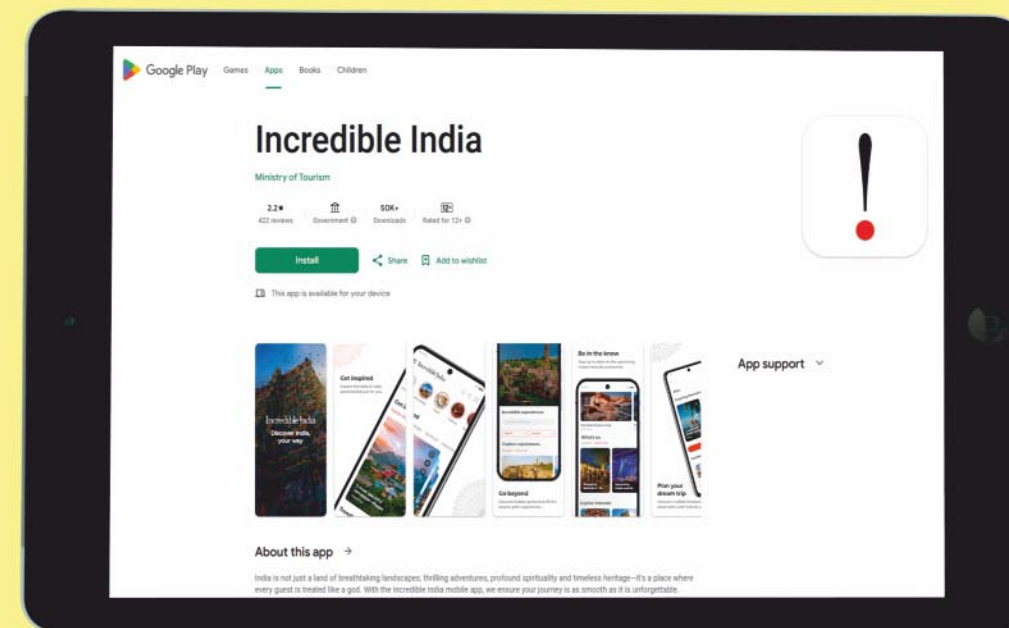 Google Play Games Apps Books Children
Incredible India
Ministry of Tourism
2.2★ 50K+ 12+
422 reviews Government Downloads Rated for 12+
Install Share Add to wishlist
This app is available for your device
Incredible India
Discover India,
your way
Get inspired
Incredible India
Incredible experiences
Go beyond
Be in the know
What's on
Plan your
dream trip
App support
About this app →
India is not just a land of breathtaking landscapes, thrilling adventures, profound spirituality and timeless heritage—it's a place where
every guest is treated like a god. With the Incredible India mobile app, we ensure your journey is as smooth as it is unforgettable.